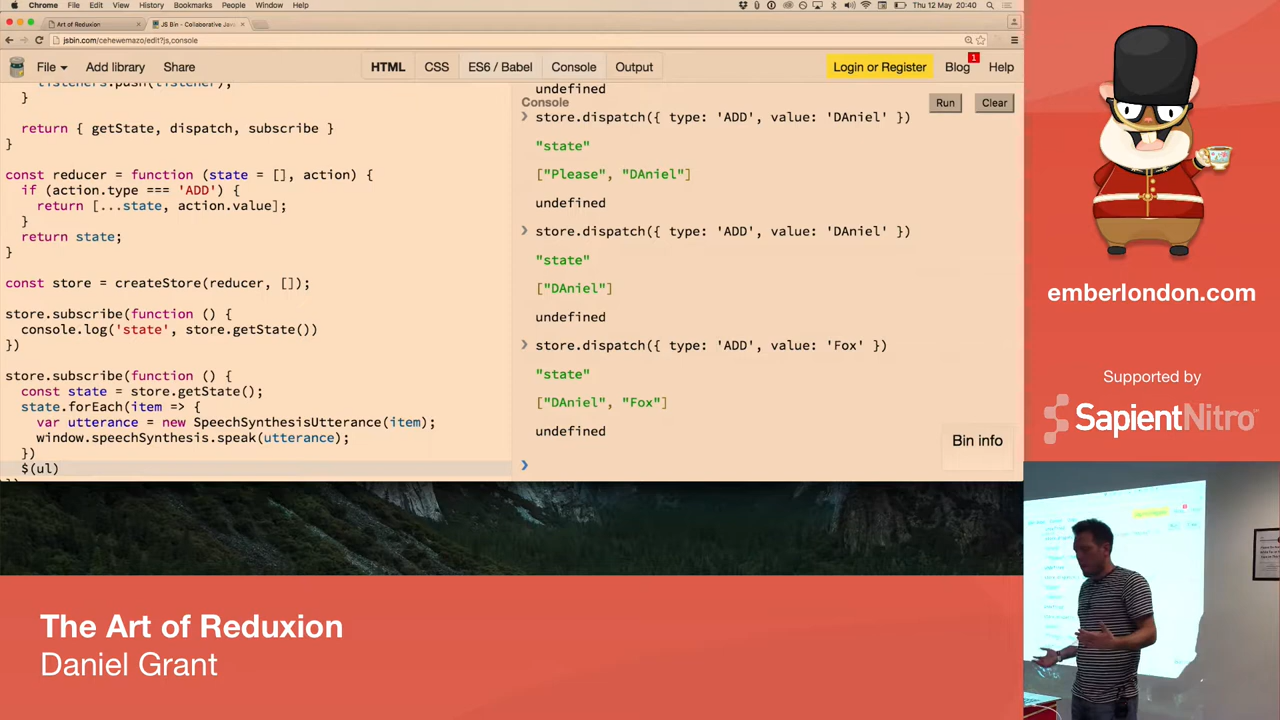 Chrome File Edit View History Bookmarks People Window Help
Thu 12 May 20:40
Art of Reduxion
JS Bin - Collaborative Jav
jsbin.com/cehewemazo/edit?js,console
File
Add library
Share
HTML
CSS
ES6 / Babel
Console
Output
Login or Register
Blog
1
Help
listeners.push(listener);
}
return { getState, dispatch, subscribe }
}
const reducer = function (state = [], action) {
if (action.type === 'ADD') {
return [...state, action.value];
}
return state;
}
const store = createStore(reducer, []);
store.subscribe(function () {
console.log('state', store.getState())
})
store.subscribe(function () {
const state = store.getState();
state.forEach(item => {
var utterance = new SpeechSynthesisUtterance(item);
window.speechSynthesis.speak(utterance);
})
$(ul)
undefined
Console
Run
Clear
store.dispatch({ type: 'ADD', value: 'DAniel' })
"state"
["Please", "DAniel"]
undefined
store.dispatch({ type: 'ADD', value: 'DAniel' })
"state"
["DAniel"]
undefined
store.dispatch({ type: 'ADD', value: 'Fox' })
"state"
["DAniel", "Fox"]
undefined
Bin info
emberlondon.com
Supported by
SapientNitro
The Art of Reduxion
Daniel Grant